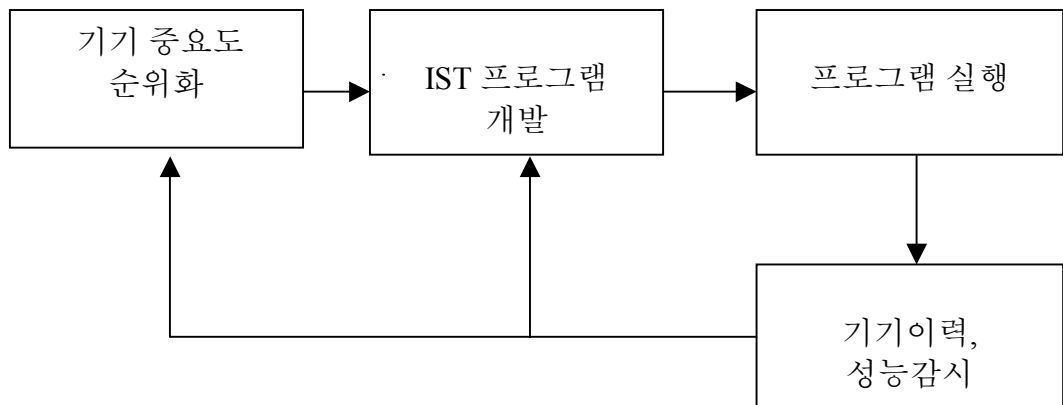 기기 중요도
순위화
IST 프로그램
개발
프로그램 실행
기기이력,
성능감시